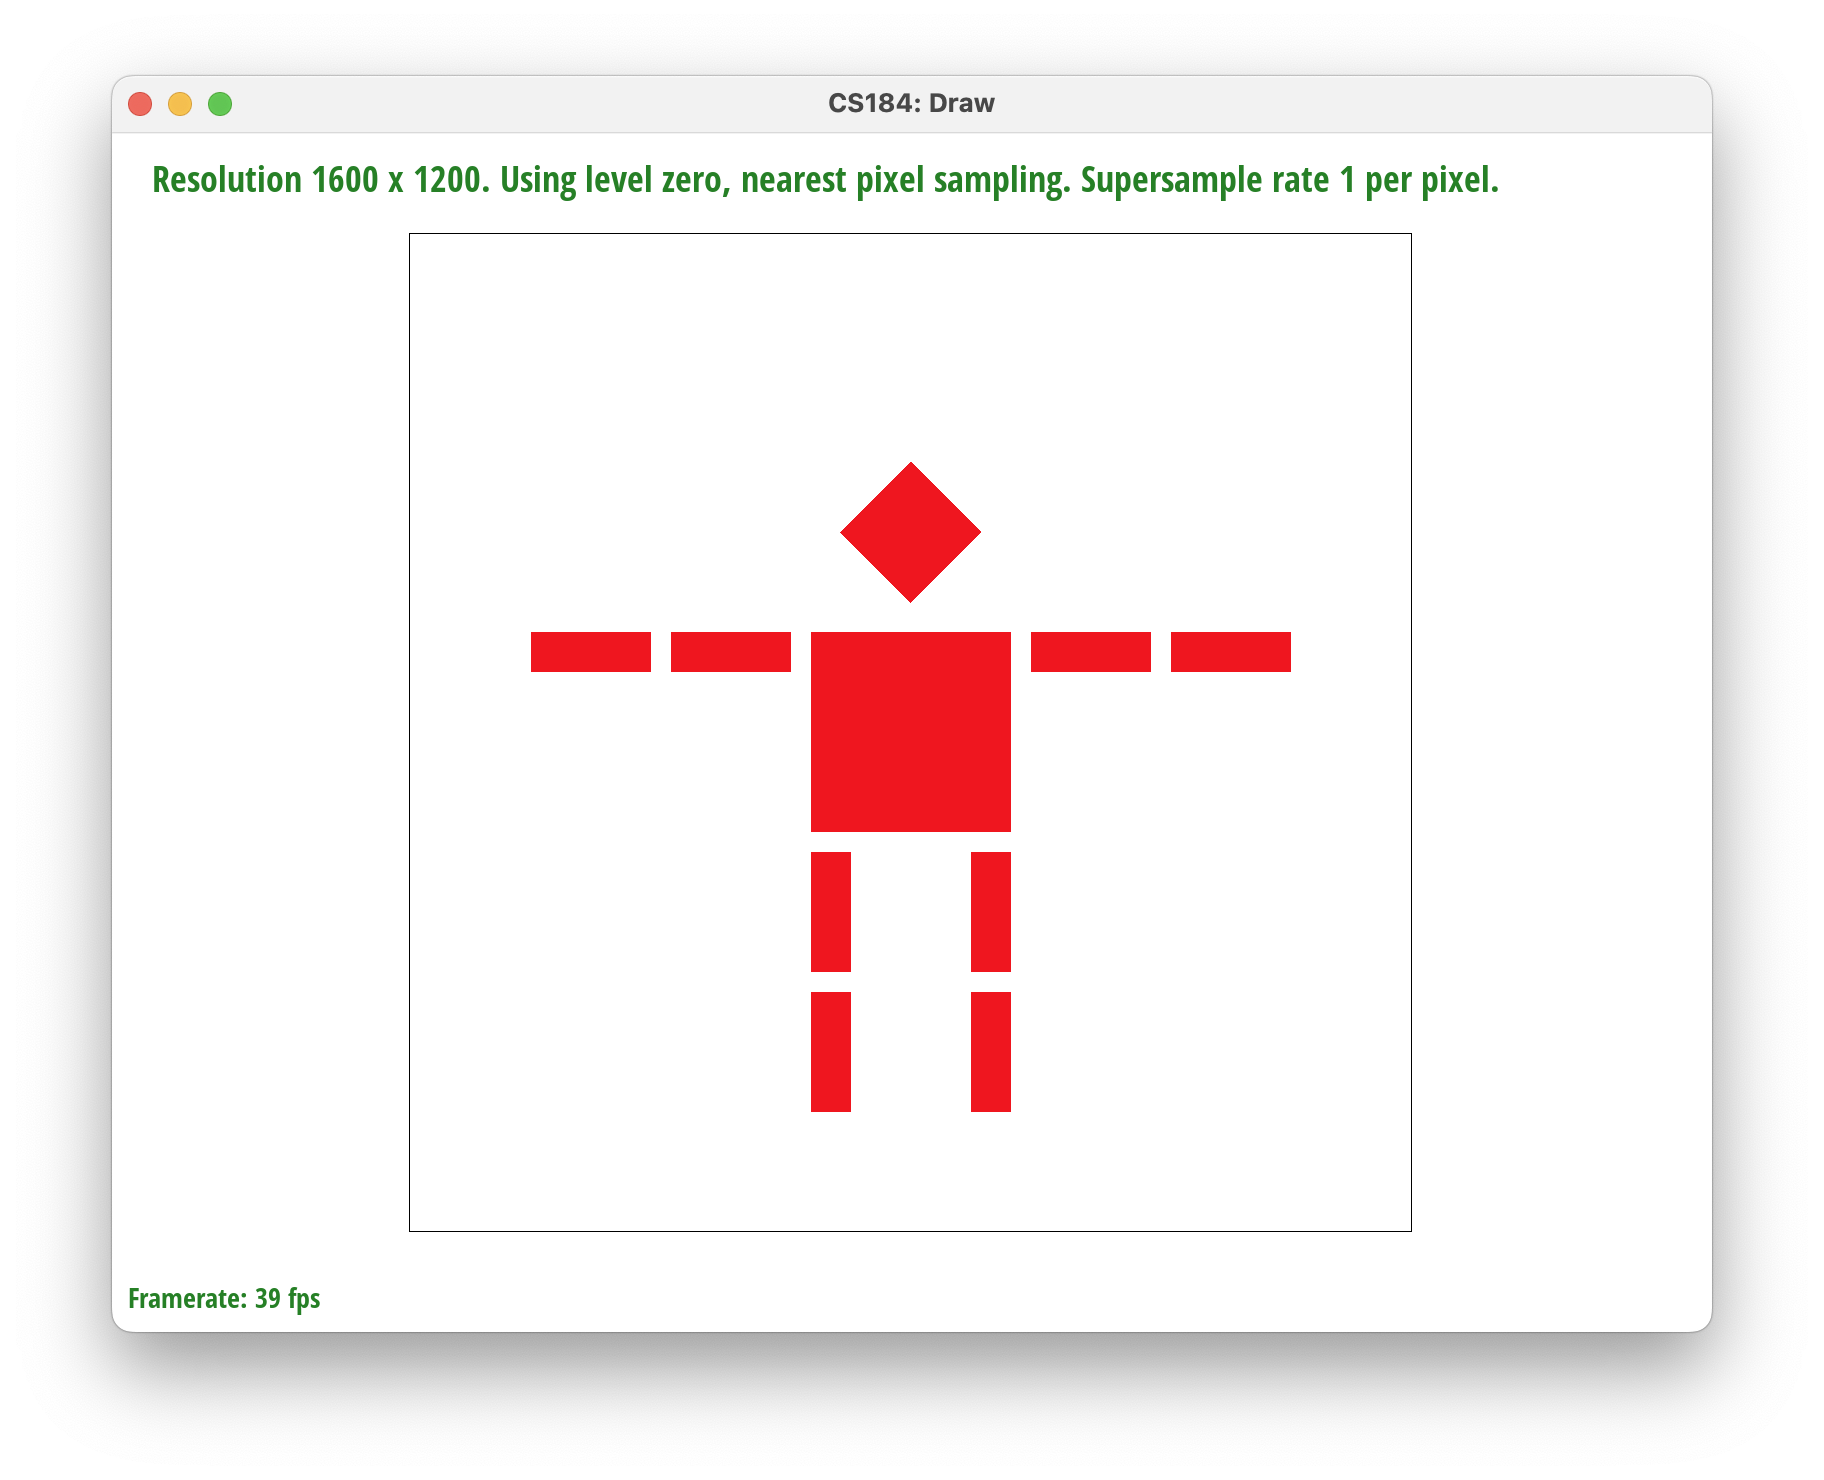 CS184: Draw
Resolution 1600 x 1200. Using level zero, nearest pixel sampling. Supersample rate 1 per pixel.
Framerate: 39 fps